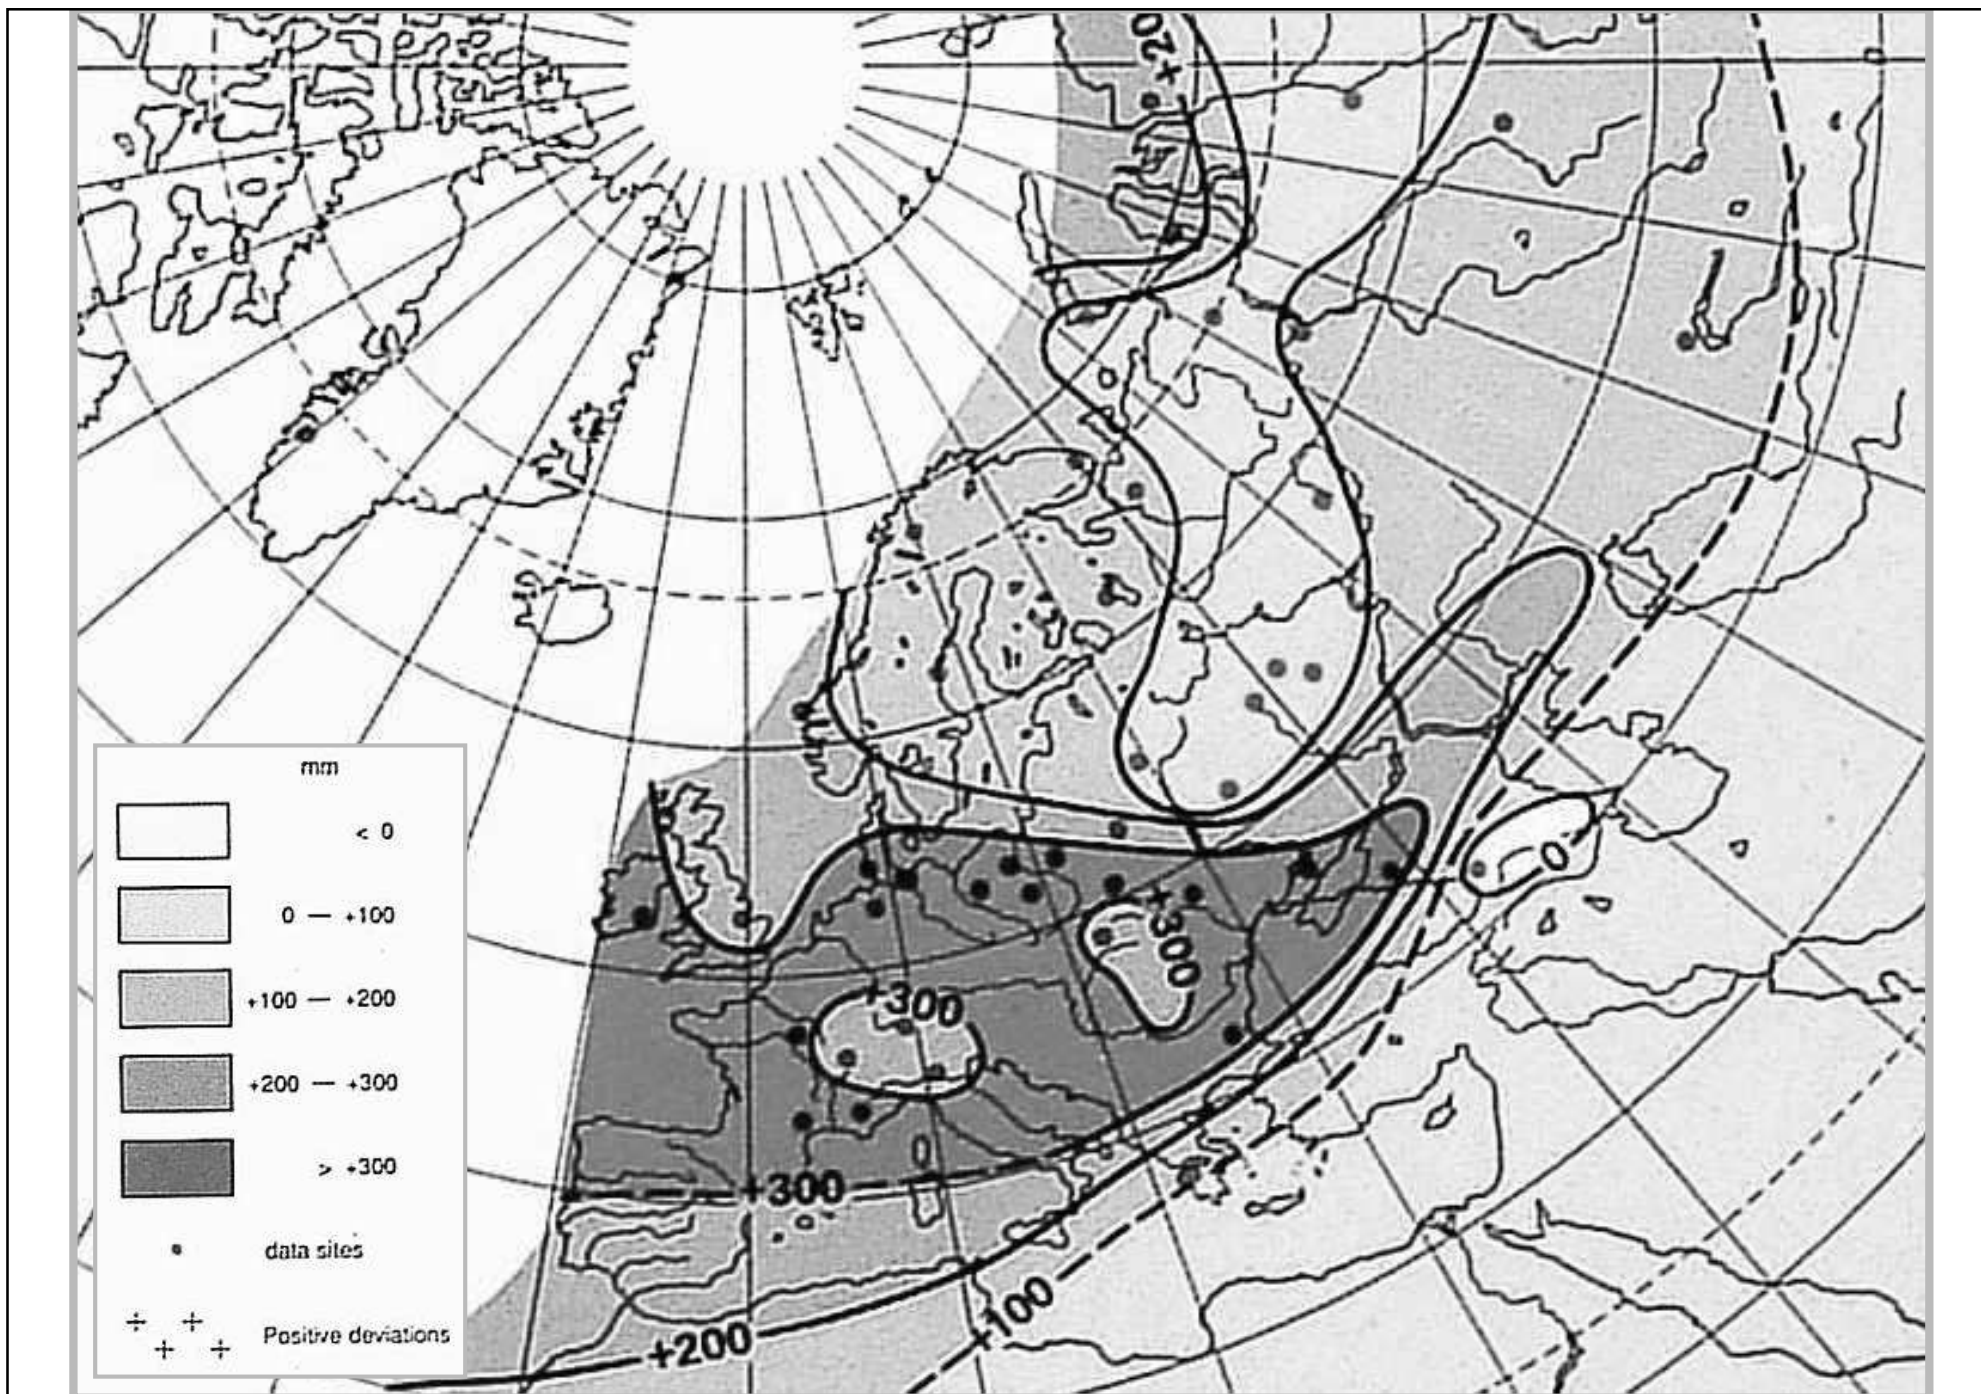 +20
mm
< 0
0 — +100
+100 — +200
+200 — +300
> +300
data sites
Positive deviations
0
+300
+300
+300
+200
+100